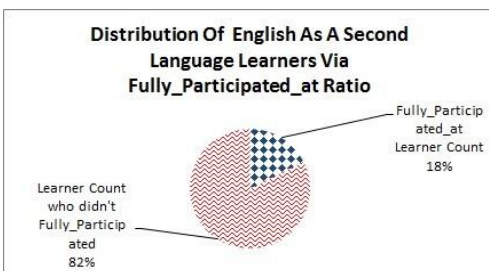 Distribution Of English As A Second
Language Learners Via
Fully_Participated_at Ratio
Fully_Particip
ated_at
Learner Count
18%
Learner Count
who didn't
Fully_Particip
ated
82%